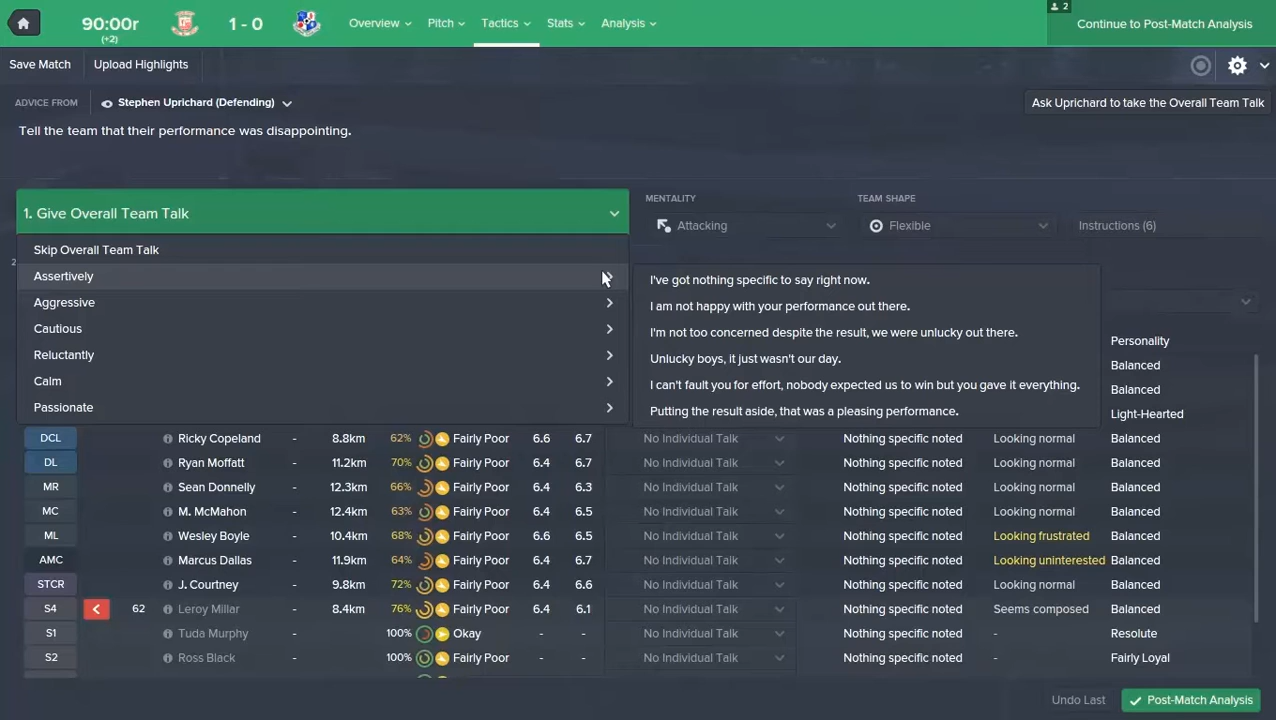 90:00r
(+2)
1 - 0
Overview
Pitch
Tactics
Stats
Analysis
2
Continue to Post-Match Analysis
Save Match
Upload Highlights
ADVICE FROM
Stephen Uprichard (Defending)
Ask Uprichard to take the Overall Team Talk
Tell the team that their performance was disappointing.
1. Give Overall Team Talk
MENTALITY
Attacking
TEAM SHAPE
Flexible
Instructions (6)
2
Skip Overall Team Talk
Assertively
Aggressive
Cautious
Reluctantly
Calm
Passionate
I've got nothing specific to say right now.
I am not happy with your performance out there.
I'm not too concerned despite the result, we were unlucky out there.
Unlucky boys, it just wasn't our day.
I can't fault you for effort, nobody expected us to win but you gave it everything.
Putting the result aside, that was a pleasing performance.
Personality
Balanced
Balanced
Light-Hearted
DCL Ricky Copeland - 8.8km 62% Fairly Poor 6.6 6.7 No Individual Talk Nothing specific noted Looking normal Balanced
DL Ryan Moffatt - 11.2km 70% Fairly Poor 6.4 6.7 No Individual Talk Nothing specific noted Looking normal Balanced
MR Sean Donnelly - 12.3km 66% Fairly Poor 6.4 6.3 No Individual Talk Nothing specific noted Looking normal Balanced
MC M. McMahon - 12.4km 63% Fairly Poor 6.4 6.5 No Individual Talk Nothing specific noted Looking normal Balanced
ML Wesley Boyle - 10.4km 68% Fairly Poor 6.6 6.5 No Individual Talk Nothing specific noted Looking frustrated Balanced
AMC Marcus Dallas - 11.9km 64% Fairly Poor 6.4 6.7 No Individual Talk Nothing specific noted Looking uninterested Balanced
STCR J. Courtney - 9.8km 72% Fairly Poor 6.4 6.6 No Individual Talk Nothing specific noted Looking normal Balanced
S4 62 Leroy Millar - 8.4km 76% Fairly Poor 6.4 6.1 No Individual Talk Nothing specific noted Seems composed Balanced
S1 Tuda Murphy - 100% Okay - - No Individual Talk Nothing specific noted - Resolute
S2 Ross Black - 100% Fairly Poor - - No Individual Talk Nothing specific noted - Fairly Loyal
Undo Last
Post-Match Analysis